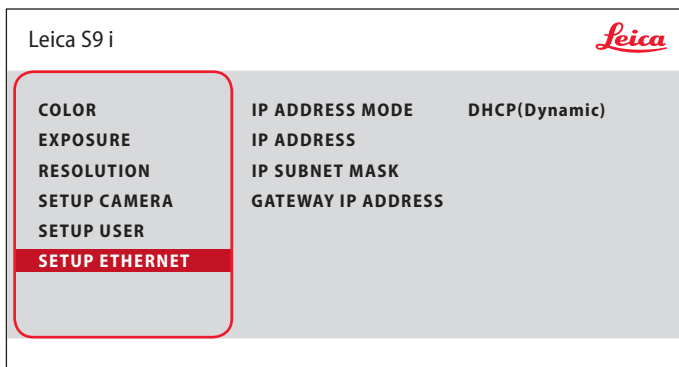 Leica S9 i
Leica
COLOR IP ADDRESS MODE DHCP(Dynamic)
EXPOSURE IP ADDRESS
RESOLUTION IP SUBNET MASK
SETUP CAMERA GATEWAY IP ADDRESS
SETUP USER
SETUP ETHERNET